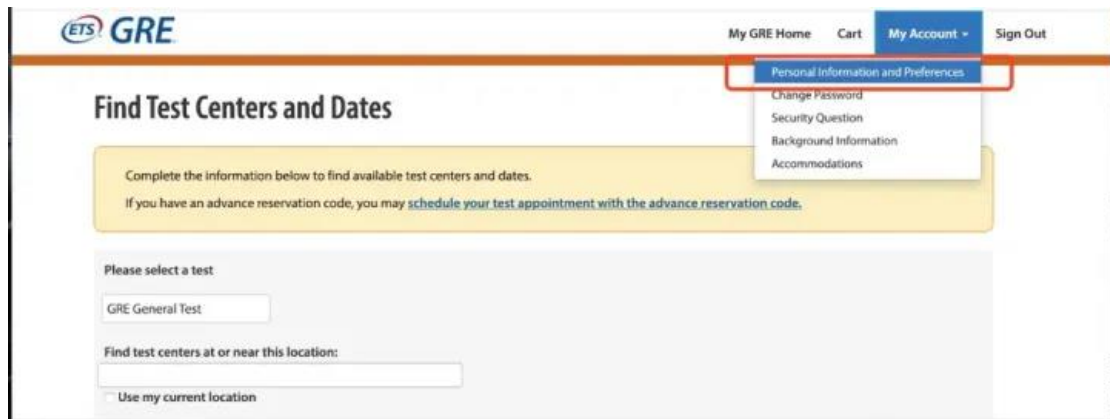 ETS GRE
My GRE Home Cart My Account Sign Out
Personal Information and Preferences
Change Password
Security Question
Background Information
Accommodations
Find Test Centers and Dates
Complete the information below to find available test centers and dates.
If you have an advance reservation code, you may schedule your test appointment with the advance reservation code.
Please select a test
GRE General Test
Find test centers at or near this location:
Use my current location